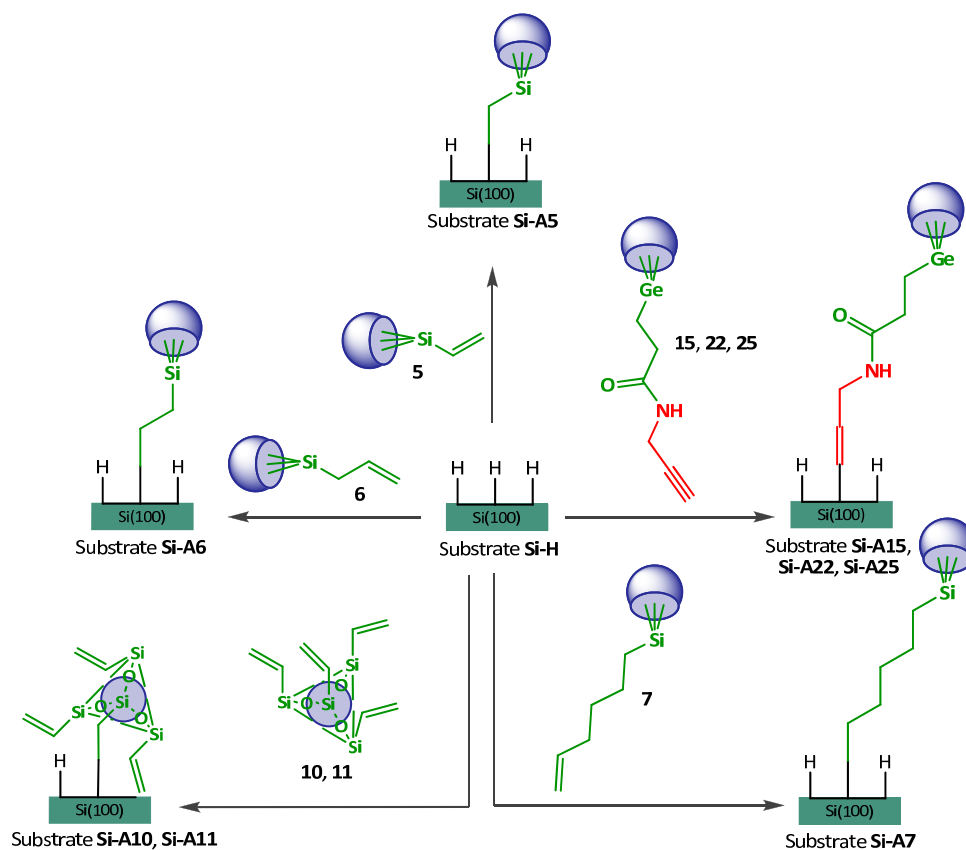 Si
H
H
Si(100)
Substrate Si-A5
Ge
Ge
O
NH
15, 22, 25
O
NH
Si
5
Si
Si
6
H
H
Si(100)
Substrate Si-A6
H
H
H
Si(100)
Substrate Si-H
H
H
Si(100)
Substrate Si-A15,
Si-A22, Si-A25
Si
O
Si
Si
O
Si
H
Si(100)
Substrate Si-A10, Si-A11
Si
O
Si
O
Si
O
Si
10, 11
Si
7
Si
H
H
Si(100)
Substrate Si-A7